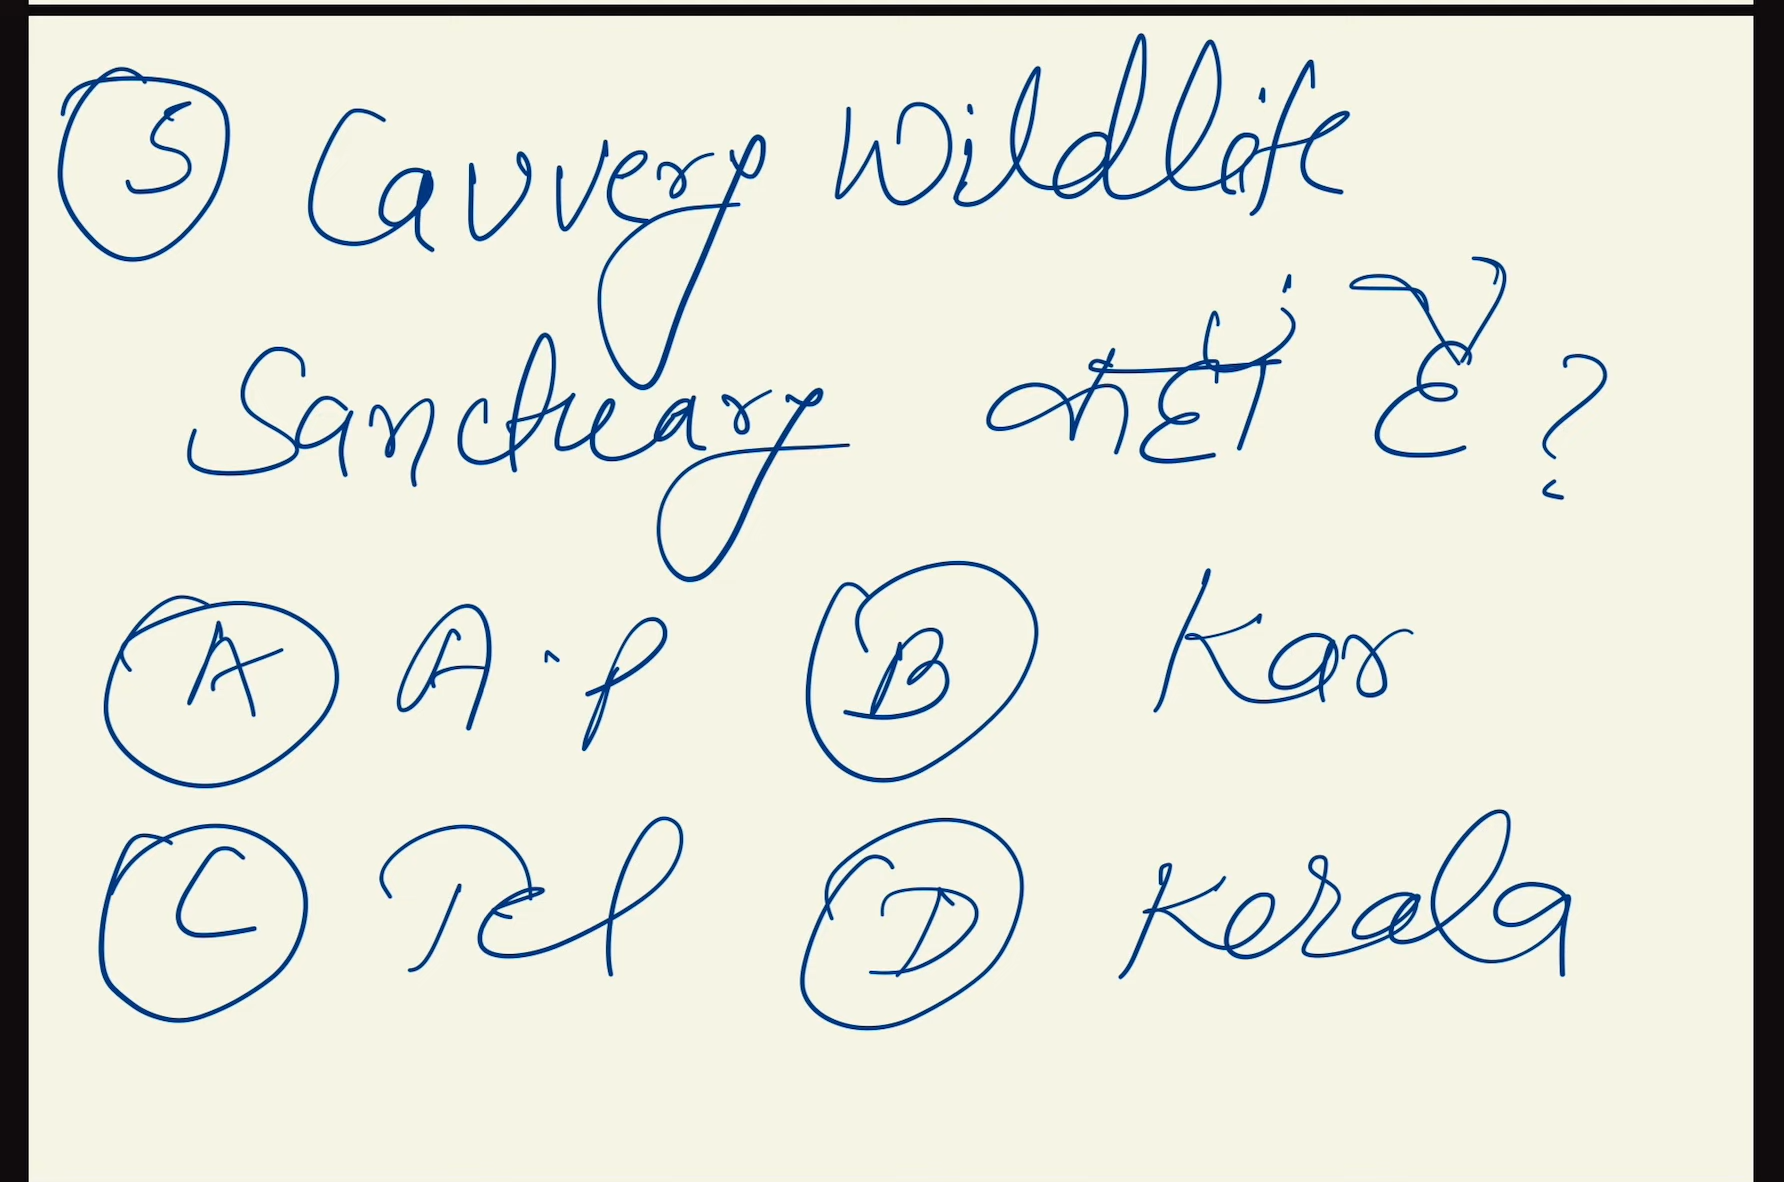 5 Cauvery Wildlife
Sanctuary कहाँ है ?
A A.P B Kar
C Tel D Kerala